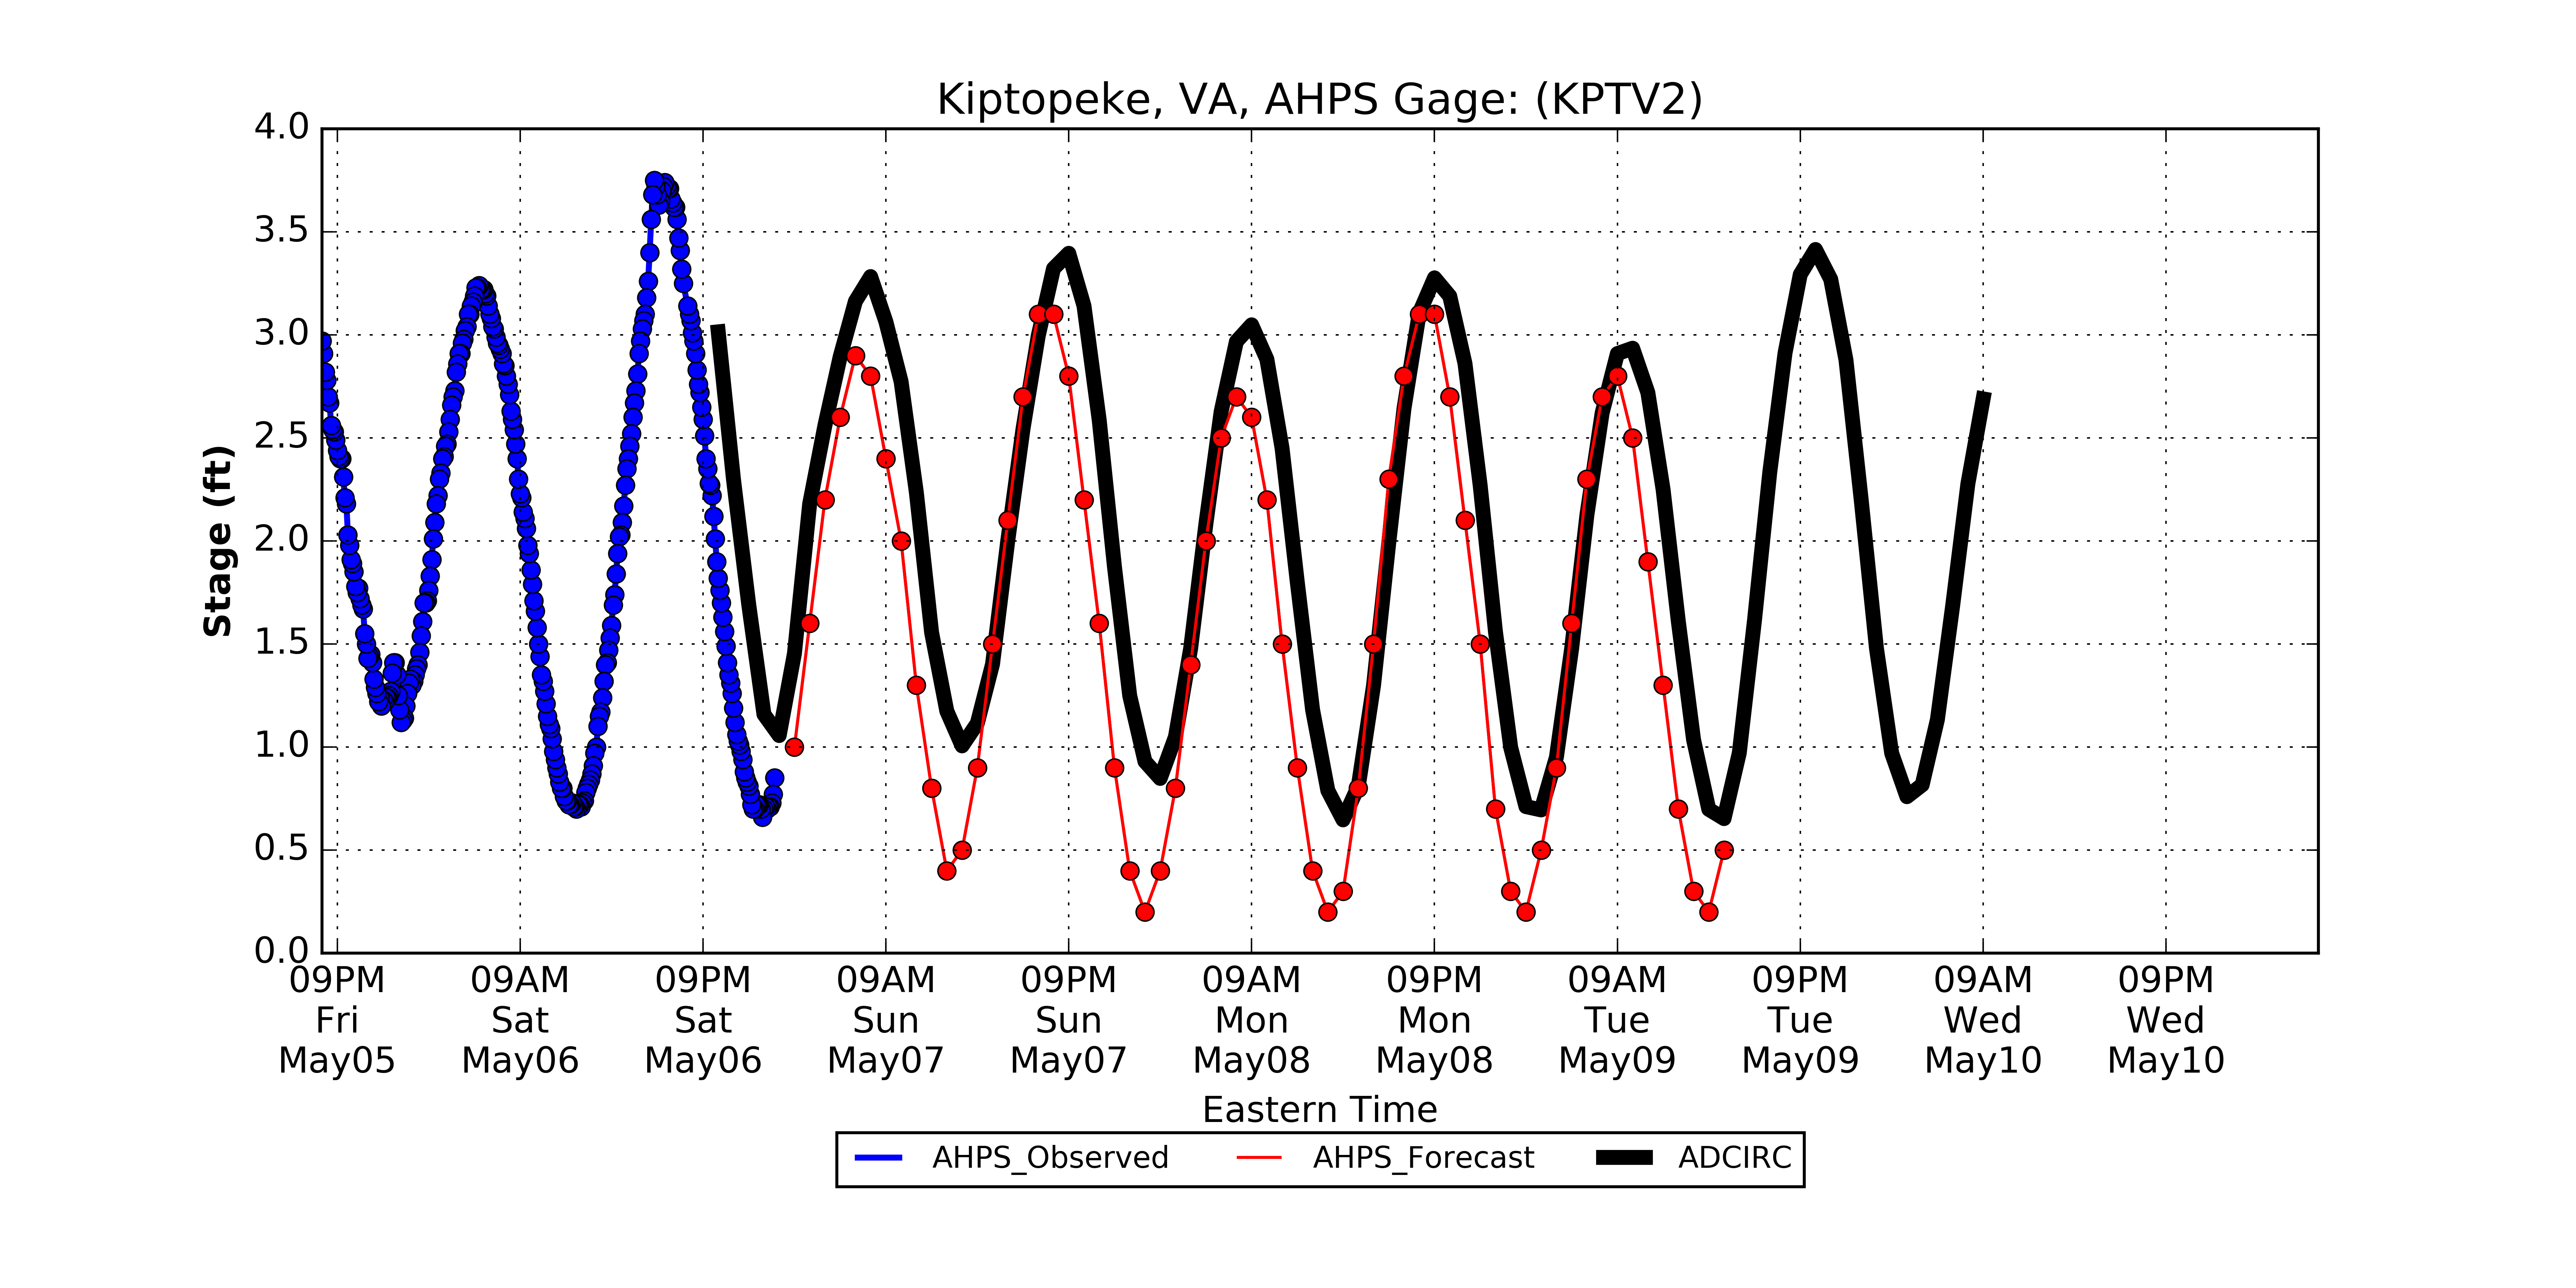 Kiptopeke, VA, AHPS Gage: (KPTV2)
Stage (ft)
4.0
3.5
3.0
2.5
2.0
1.5
1.0
0.5
0.0
09PM 09AM 09PM 09AM 09PM 09AM 09PM 09AM 09PM 09AM 09PM
Fri Sat Sat Sun Sun Mon Mon Tue Tue Wed Wed
May05 May06 May06 May07 May07 May08 May08 May09 May09 May10 May10
Eastern Time
AHPS_Observed AHPS_Forecast ADCIRC